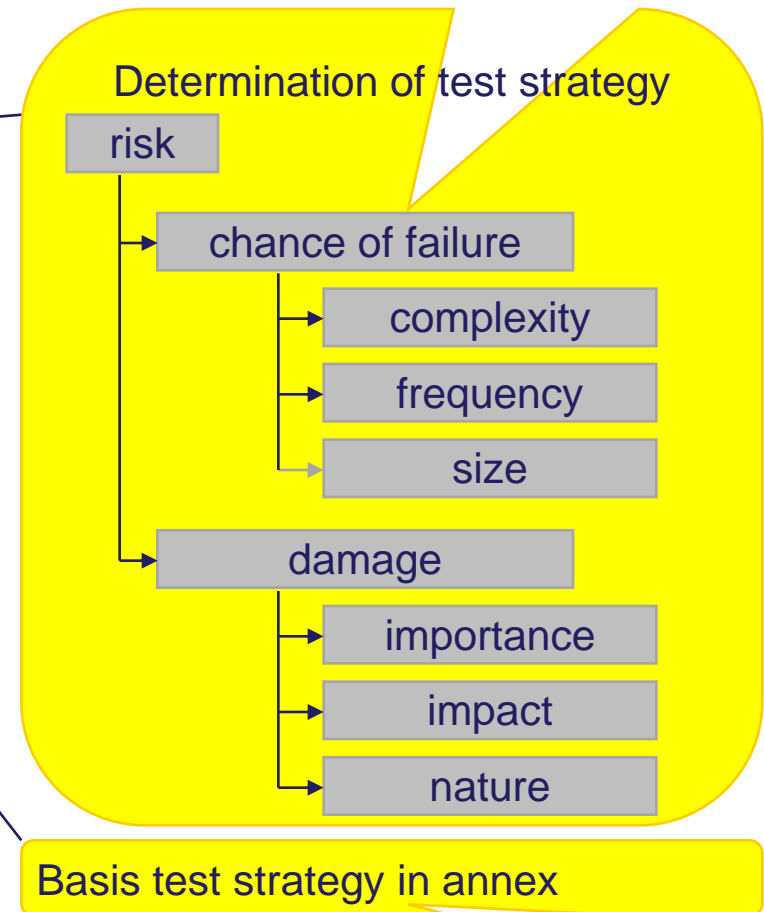 Determination of test strategy
risk
chance of failure
complexity
frequency
size
damage
importance
impact
nature
Basis test strategy in annex